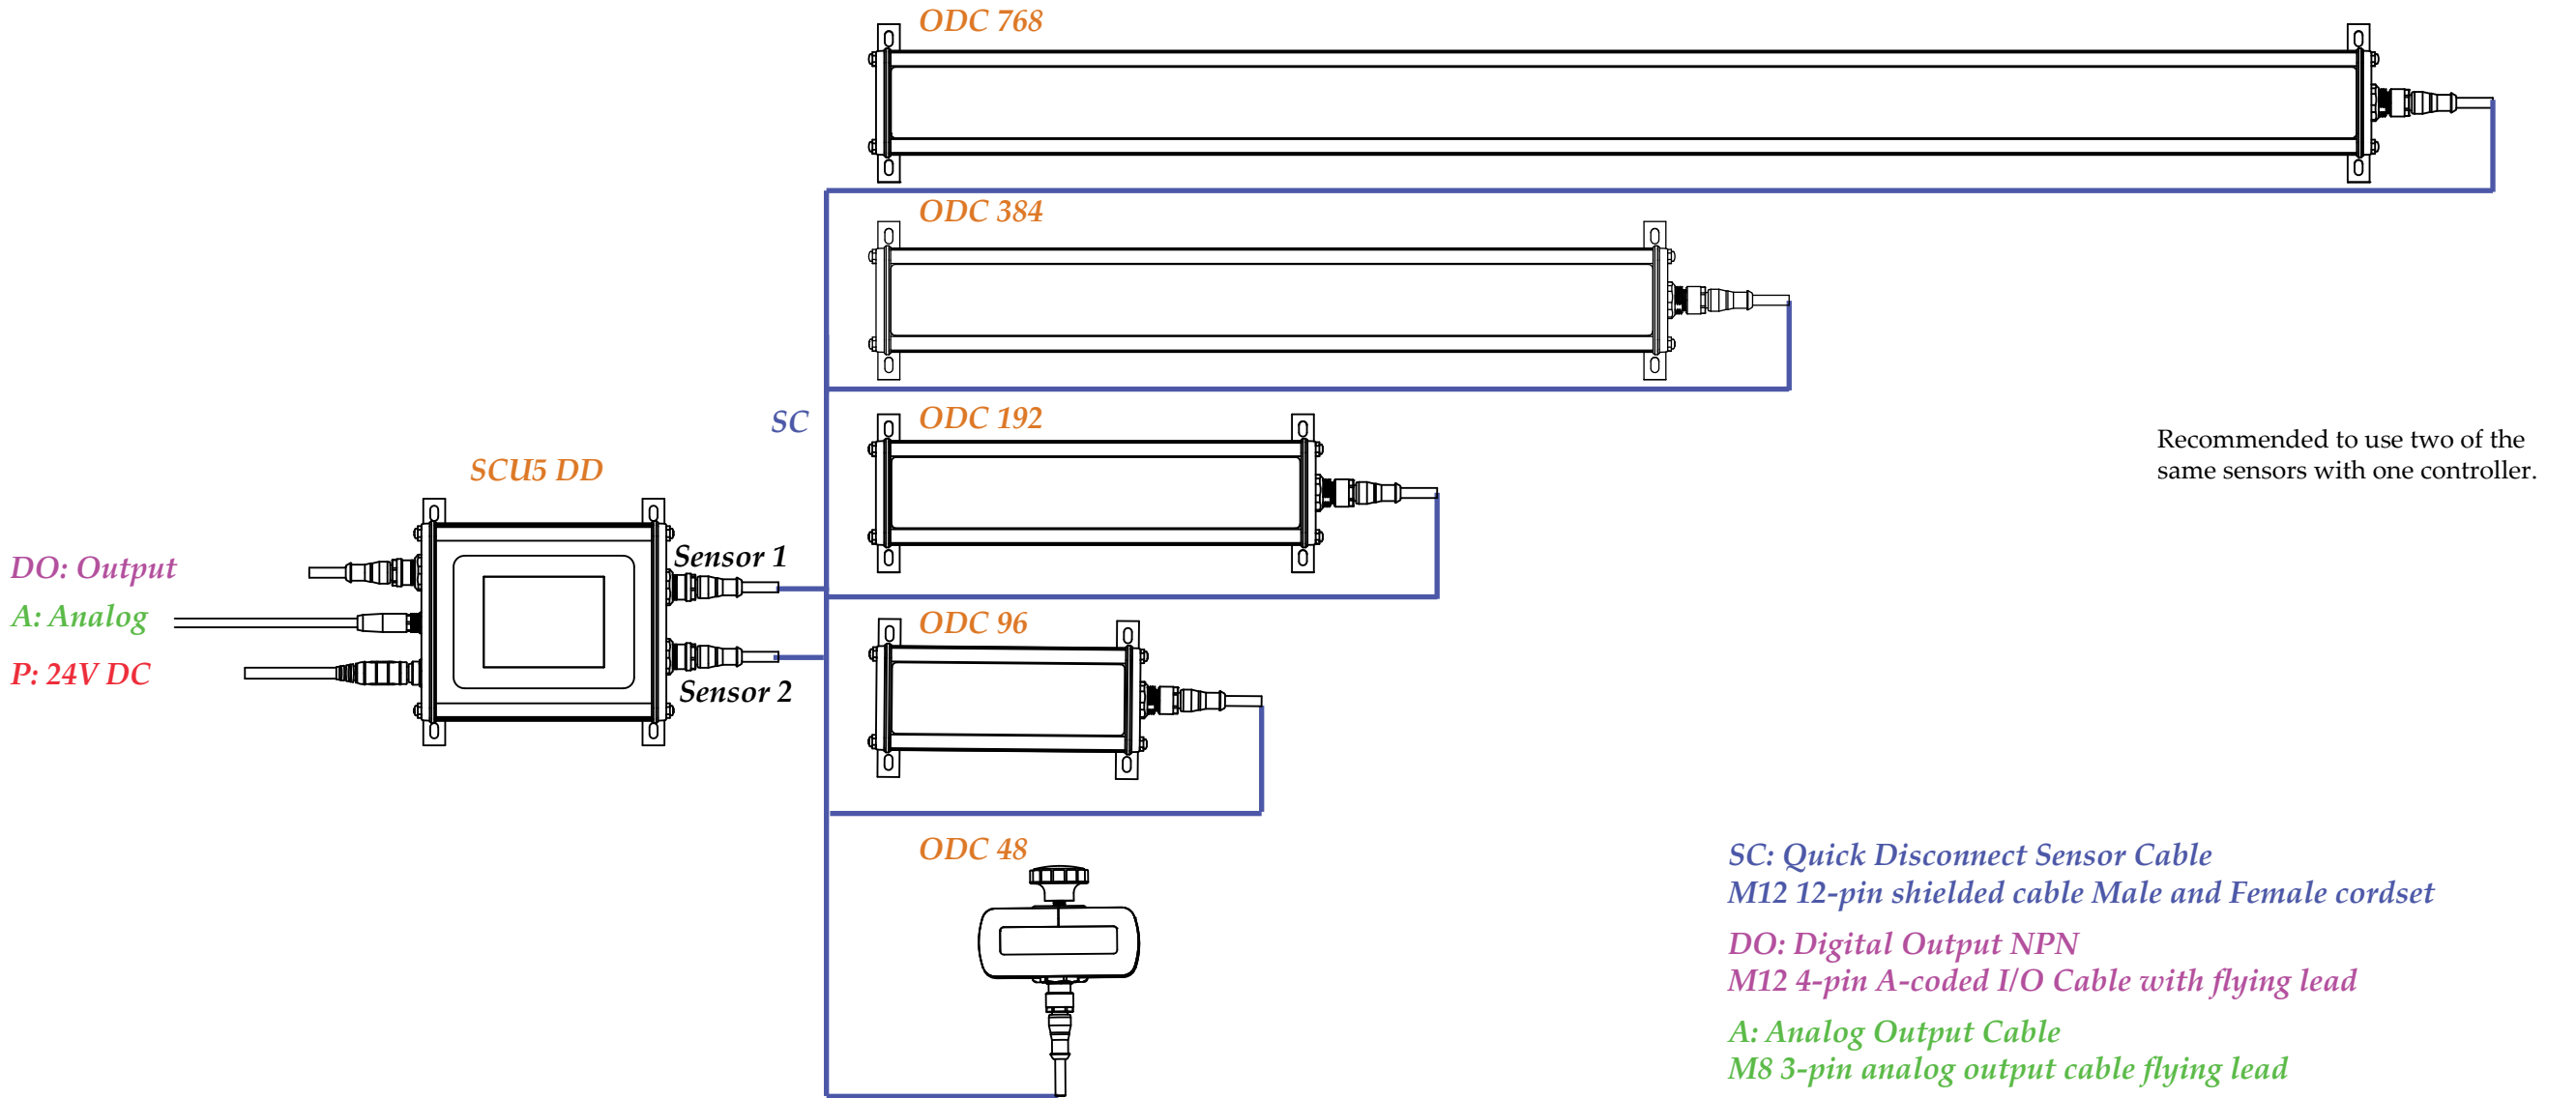 ODC 768
ODC 384
SC
ODC 192
Recommended to use two of the
same sensors with one controller.
SCU5 DD
Sensor 1
DO: Output
A: Analog
P: 24V DC
Sensor 2
ODC 96
ODC 48
SC: Quick Disconnect Sensor Cable
M12 12-pin shielded cable Male and Female cordset
DO: Digital Output NPN
M12 4-pin A-coded I/O Cable with flying lead
A: Analog Output Cable
M8 3-pin analog output cable flying lead